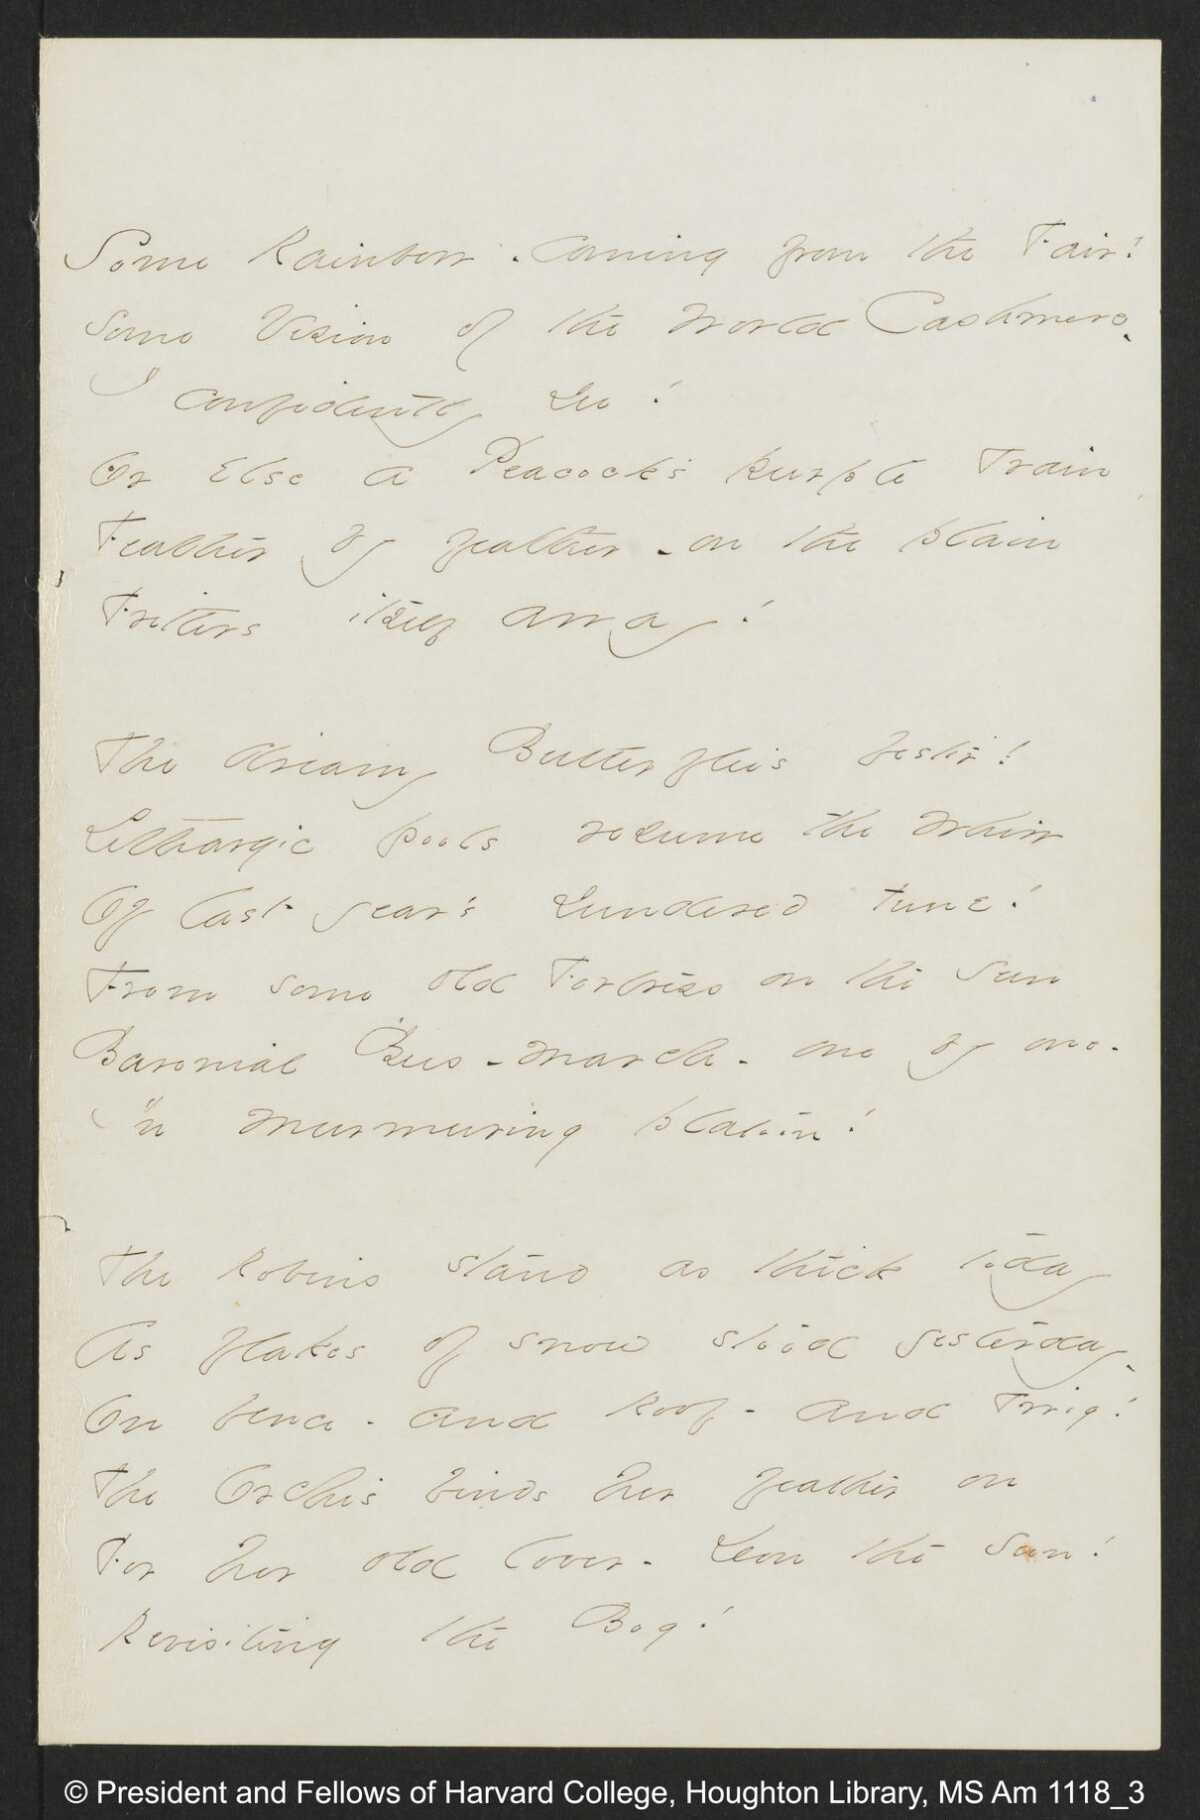 Some Rainbow - coming from the Fair!
Some Vision of the World Cashmere -
I confidently see!
Or else a Peacock's purple Train
Feather by feather - on the plain
Fritters itself away!
The dreamy Butterflies bestir!
Lethargic pools resume the whirr
Of last year's sundered tune!
From some old Fortress on the sun
Baronial Bees - march - one by one -
In murmuring platoon!
The Robins stand as thick today
As flakes of snow stood yesterday -
On fence - and Roof - and Twig!
The Orchis binds her feather on
For her old lover - Don the Sun!
Revisiting the Bog!
© President and Fellows of Harvard College, Houghton Library, MS Am 1118_3